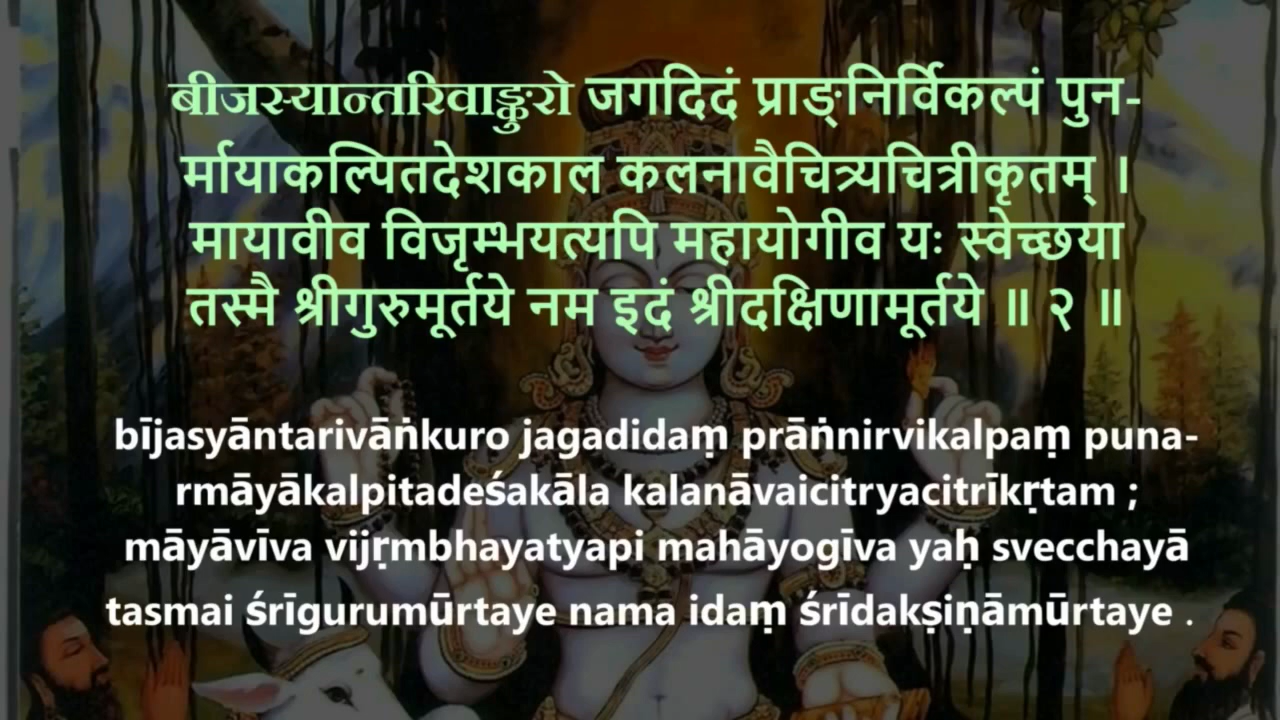 बीजस्यान्तरिवाङ्कुरो जगदिदं प्राङ्निर्विकल्पं पुन-
र्मायाकल्पितदेशकाल कलनावैचित्र्यचित्रीकृतम् ।
मायावीव विजृम्भयत्यपि महायोगीव यः स्वेच्छया
तस्मै श्रीगुरुमूर्तये नम इदं श्रीदक्षिणामूर्तये ॥ २ ॥
bījasyāntarivāṅkuro jagadidaṃ prāṅnirvikalpaṃ puna-
rmāyākalpitadeśakāla kalanāvaicitryacitrīkṛtam ;
māyāvīva vijṛmbhayatyapi mahāyogīva yaḥ svecchayā
tasmai śrīgurumūrtaye nama idaṃ śrīdakṣiṇāmūrtaye .